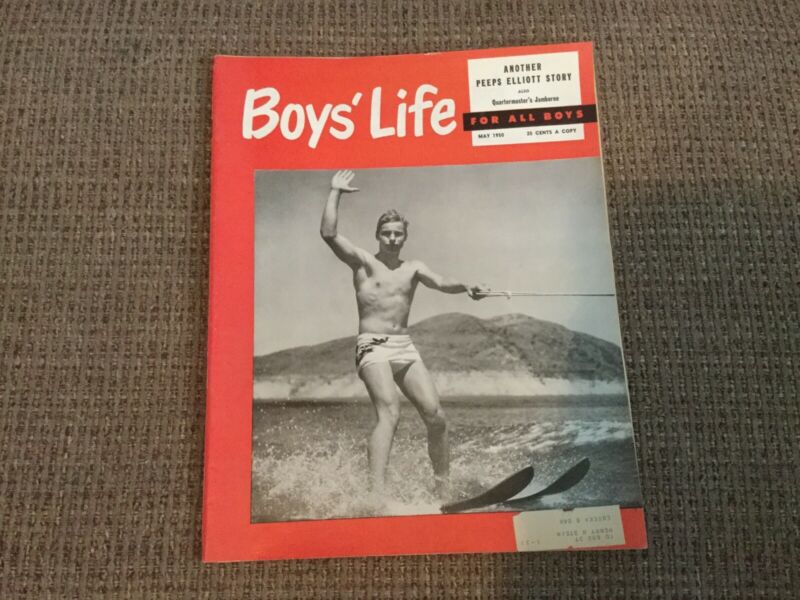 Boys' Life
ANOTHER
PEEPS ELLIOTT STORY
ALSO
Quartermaster's Jamboree
FOR ALL BOYS
MAY 1950 25 CENTS A COPY